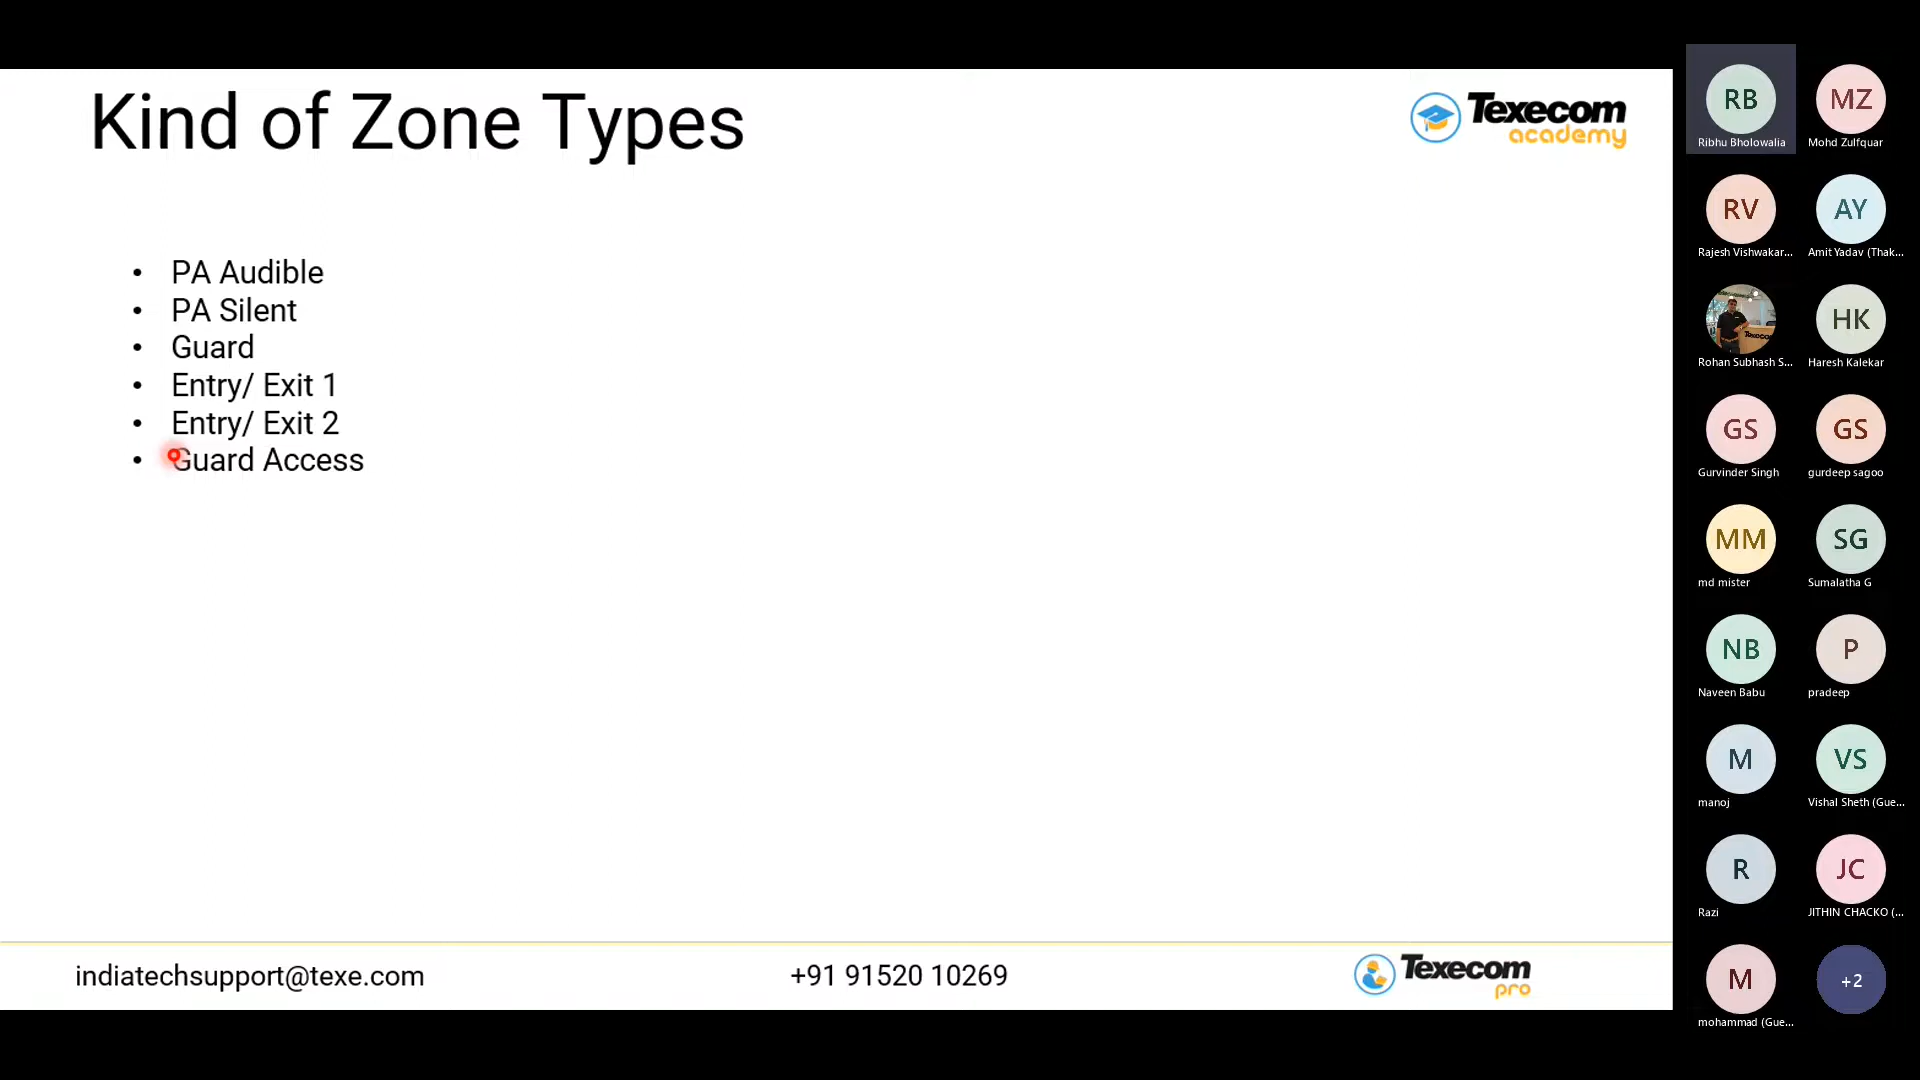 Kind of Zone Types
Texecom
academy
• PA Audible
• PA Silent
• Guard
• Entry/ Exit 1
• Entry/ Exit 2
• Guard Access
indiatechsupport@texe.com
+91 91520 10269
Texecom
pro
RB
Ribhu Bholowalia
MZ
Mohd Zulfquar
RV
Rajesh Vishwakar...
AY
Amit Yadav (Thak...
Rohan Subhash S...
HK
Haresh Kalekar
GS
Gurvinder Singh
GS
gurdeep sagoo
MM
md mister
SG
Sumalatha G
NB
Naveen Babu
P
pradeep
M
manoj
VS
Vishal Sheth (Gue...
R
Razi
JC
JITHIN CHACKO (...
M
mohammad (Gue...
+2